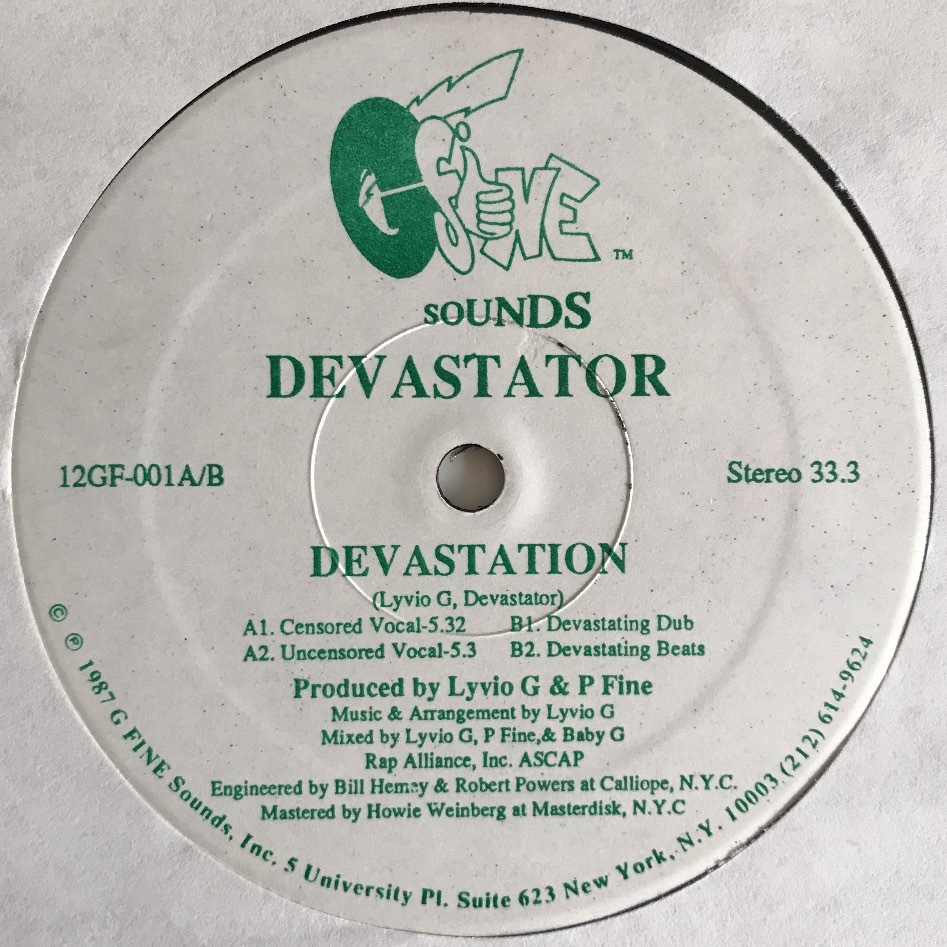 G FINE ™
SOUNDS
DEVASTATOR
12GF-001A/B
Stereo 33.3
DEVASTATION
(Lyvio G, Devastator)
A1. Censored Vocal-5.32 B1. Devastating Dub
A2. Uncensored Vocal-5.3 B2. Devastating Beats
Produced by Lyvio G & P Fine
Music & Arrangement by Lyvio G
Mixed by Lyvio G, P Fine,& Baby G
Rap Alliance, Inc. ASCAP
Engineered by Bill & Robert Powers at Calliope, N.Y.C.
Mastered by Howie Weinberg at Masterdisk, N.Y.C
© ℗ 1987 G FINE Sounds, Inc. 5 University Pl. Suite 623 New York, N.Y. 10003 (212) 614-9624